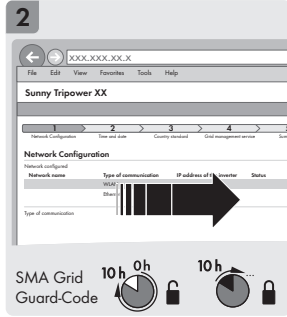 2
XXX.XXX.XX.X
File Edit View Favorites Tools Help
Sunny Tripower XX
1 2 3 4
Network Configuration Time and date Country standard Grid management service
Network Configuration
Network configured
Network name Type of communication IP address of the inverter Status
WLAN
Type of communication
SMA Grid Guard-Code
10 h 0h 10 h